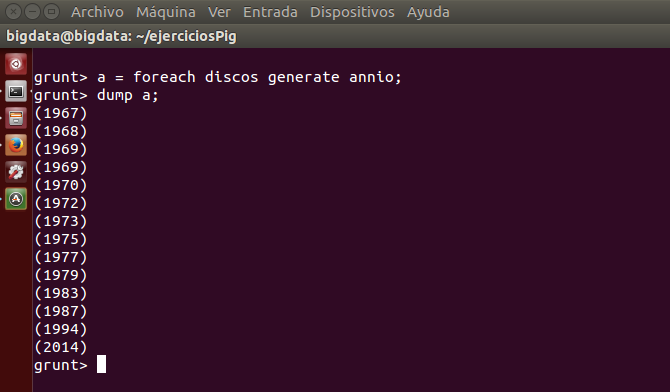 Archivo Máquina Ver Entrada Dispositivos Ayuda
bigdata@bigdata: ~/ejerciciosPig
grunt> a = foreach discos generate annio;
grunt> dump a;
(1967)
(1968)
(1969)
(1969)
(1970)
(1972)
(1973)
(1975)
(1977)
(1979)
(1983)
(1987)
(1994)
(2014)
grunt>